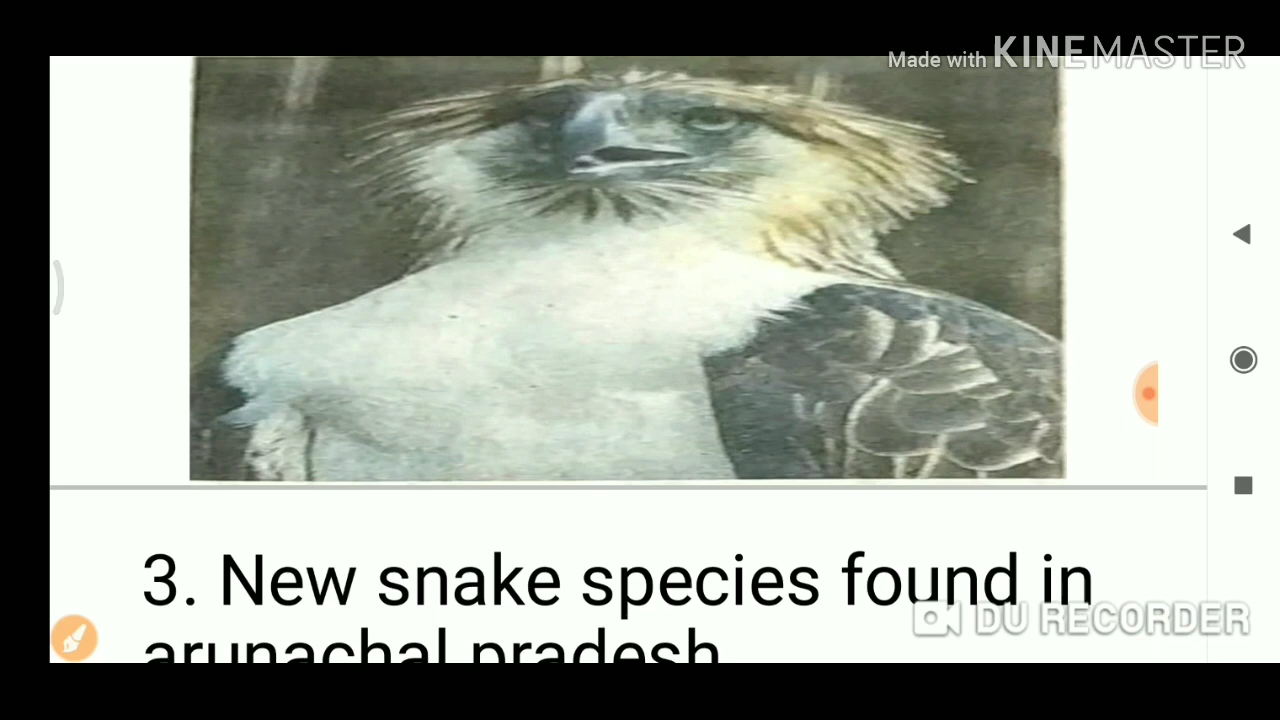 Made with KINEMASTER
3. New snake species found in
DU RECORDER
arunachal pradesh